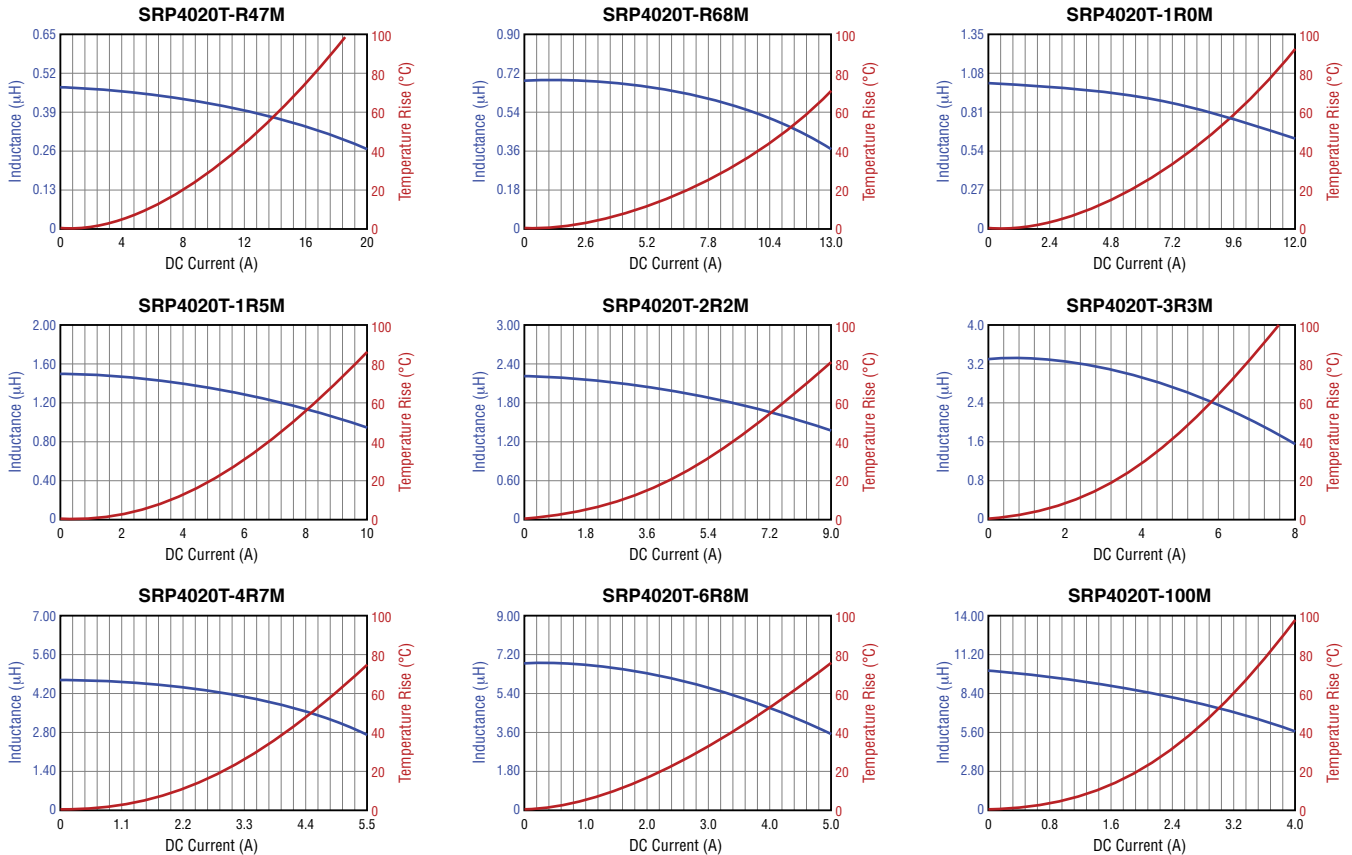 SRP4020T-R47M
0.65
0.52
0.39
0.26
0.13
0
Inductance (μH)
100
80
60
40
20
0
Temperature Rise (°C)
0 4 8 12 16 20
DC Current (A)
SRP4020T-R68M
0.90
0.72
0.54
0.36
0.18
0
Inductance (μH)
100
80
60
40
20
0
Temperature Rise (°C)
0 2.6 5.2 7.8 10.4 13.0
DC Current (A)
SRP4020T-1R0M
1.35
1.08
0.81
0.54
0.27
0
Inductance (μH)
100
80
60
40
20
0
Temperature Rise (°C)
0 2.4 4.8 7.2 9.6 12.0
DC Current (A)
SRP4020T-1R5M
2.00
1.60
1.20
0.80
0.40
0
Inductance (μH)
100
80
60
40
20
0
Temperature Rise (°C)
0 2 4 6 8 10
DC Current (A)
SRP4020T-2R2M
3.00
2.40
1.80
1.20
0.60
0
Inductance (μH)
100
80
60
40
20
0
Temperature Rise (°C)
0 1.8 3.6 5.4 7.2 9.0
DC Current (A)
SRP4020T-3R3M
4.0
3.2
2.4
1.6
0.8
0
Inductance (μH)
100
80
60
40
20
0
Temperature Rise (°C)
0 2 4 6 8
DC Current (A)
SRP4020T-4R7M
7.00
5.60
4.20
2.80
1.40
0
Inductance (μH)
100
80
60
40
20
0
Temperature Rise (°C)
0 1.1 2.2 3.3 4.4 5.5
DC Current (A)
SRP4020T-6R8M
9.00
7.20
5.40
3.60
1.80
0
Inductance (μH)
100
80
60
40
20
0
Temperature Rise (°C)
0 1.0 2.0 3.0 4.0 5.0
DC Current (A)
SRP4020T-100M
14.00
11.20
8.40
5.60
2.80
0
Inductance (μH)
100
80
60
40
20
0
Temperature Rise (°C)
0 0.8 1.6 2.4 3.2 4.0
DC Current (A)